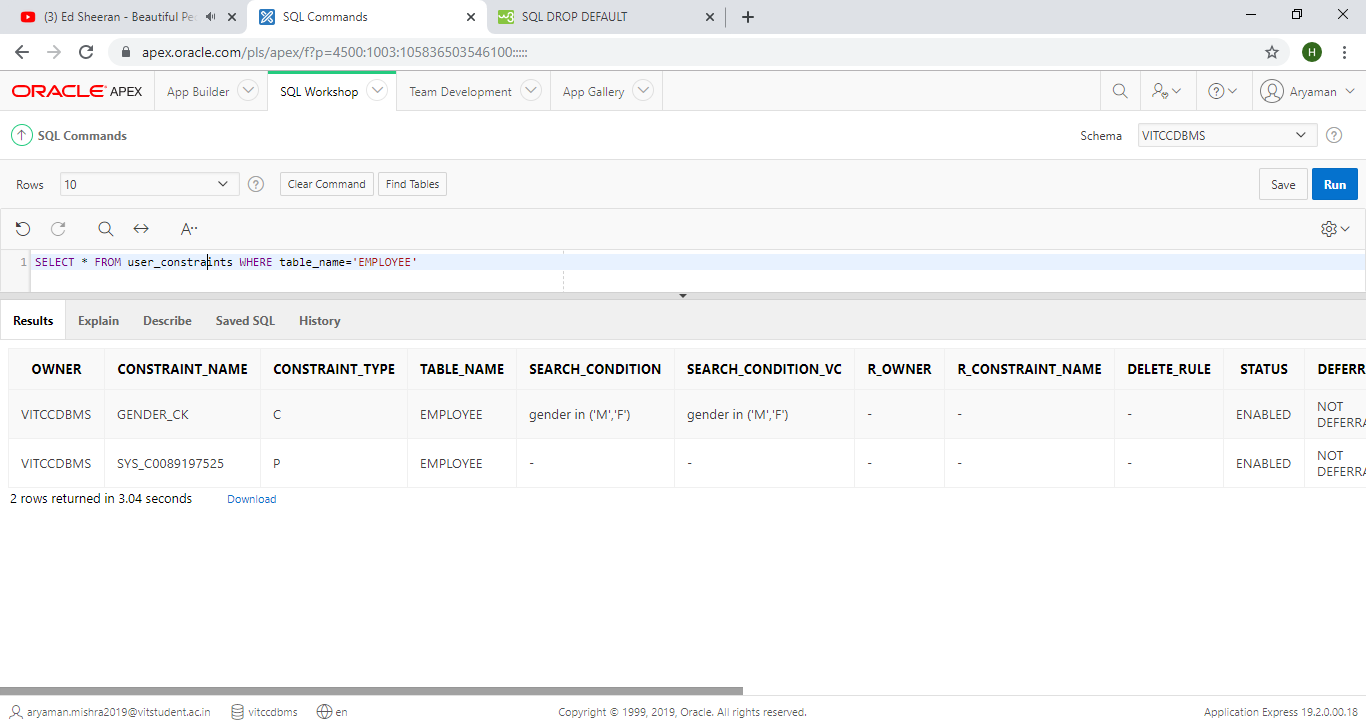 (3) Ed Sheeran - Beautiful Pe
SQL Commands
SQL DROP DEFAULT
apex.oracle.com/pls/apex/f?p=4500:1003:105836503546100:::::
H
ORACLE APEX App Builder SQL Workshop Team Development App Gallery Aryaman
SQL Commands Schema VITCCDBMS
Rows 10 Clear Command Find Tables Save Run
1 SELECT * FROM user_constraints WHERE table_name='EMPLOYEE'
Results Explain Describe Saved SQL History
OWNER CONSTRAINT_NAME CONSTRAINT_TYPE TABLE_NAME SEARCH_CONDITION SEARCH_CONDITION_VC R_OWNER R_CONSTRAINT_NAME DELETE_RULE STATUS DEFERR
VITCCDBMS GENDER_CK C EMPLOYEE gender in ('M','F') gender in ('M','F') - - - ENABLED NOT DEFERRA
VITCCDBMS SYS_C0089197525 P EMPLOYEE - - - - - ENABLED NOT DEFERRA
2 rows returned in 3.04 seconds Download
aryaman.mishra2019@vitstudent.ac.in vitccdbms en Copyright © 1999, 2019, Oracle. All rights reserved. Application Express 19.2.0.00.18